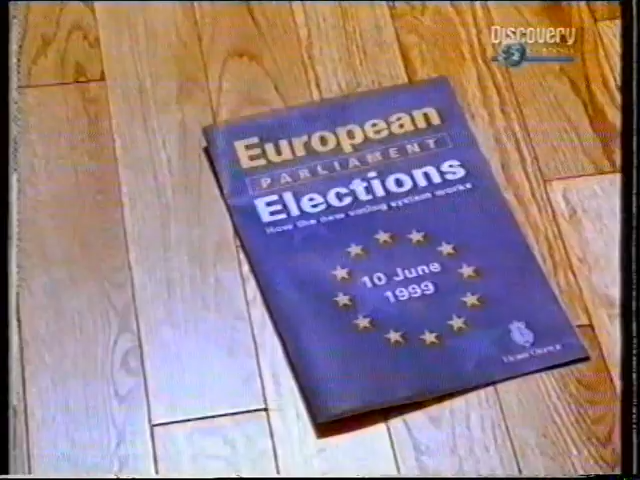 Discovery
European
PARLIAMENT
Elections
How the new voting system works
10 June
1999
HOME OFFICE